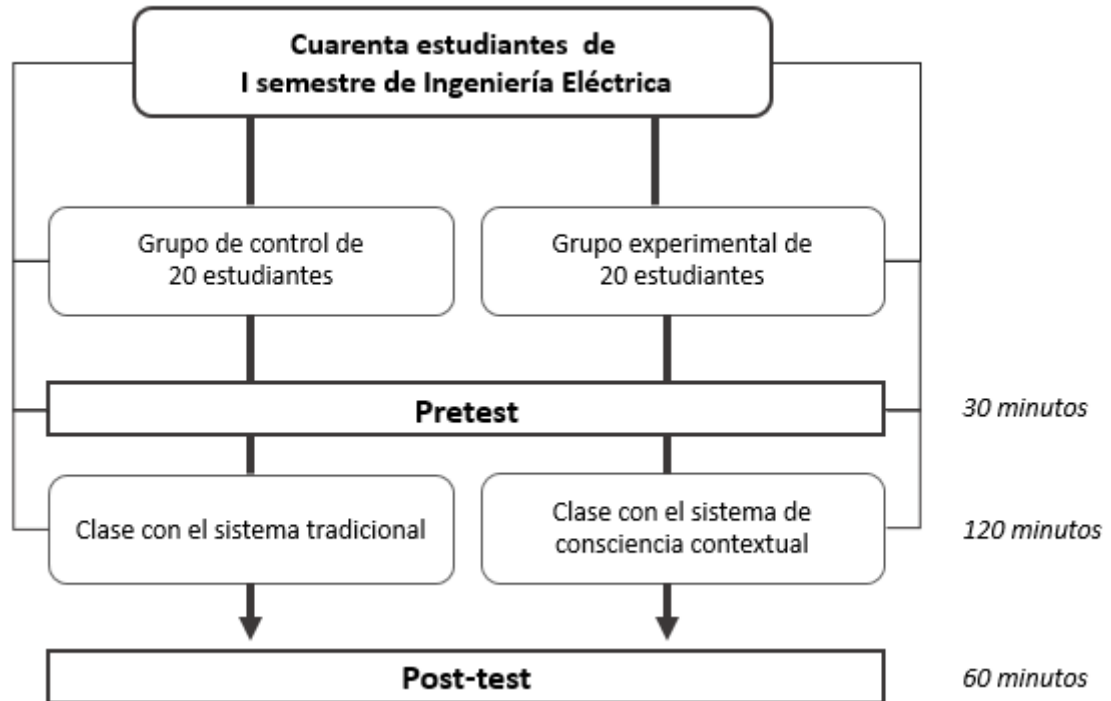 Cuarenta estudiantes de
I semestre de Ingeniería Eléctrica
Grupo de control de
20 estudiantes
Grupo experimental de
20 estudiantes
Pretest
30 minutos
Clase con el sistema tradicional
Clase con el sistema de
consciencia contextual
120 minutos
Post-test
60 minutos